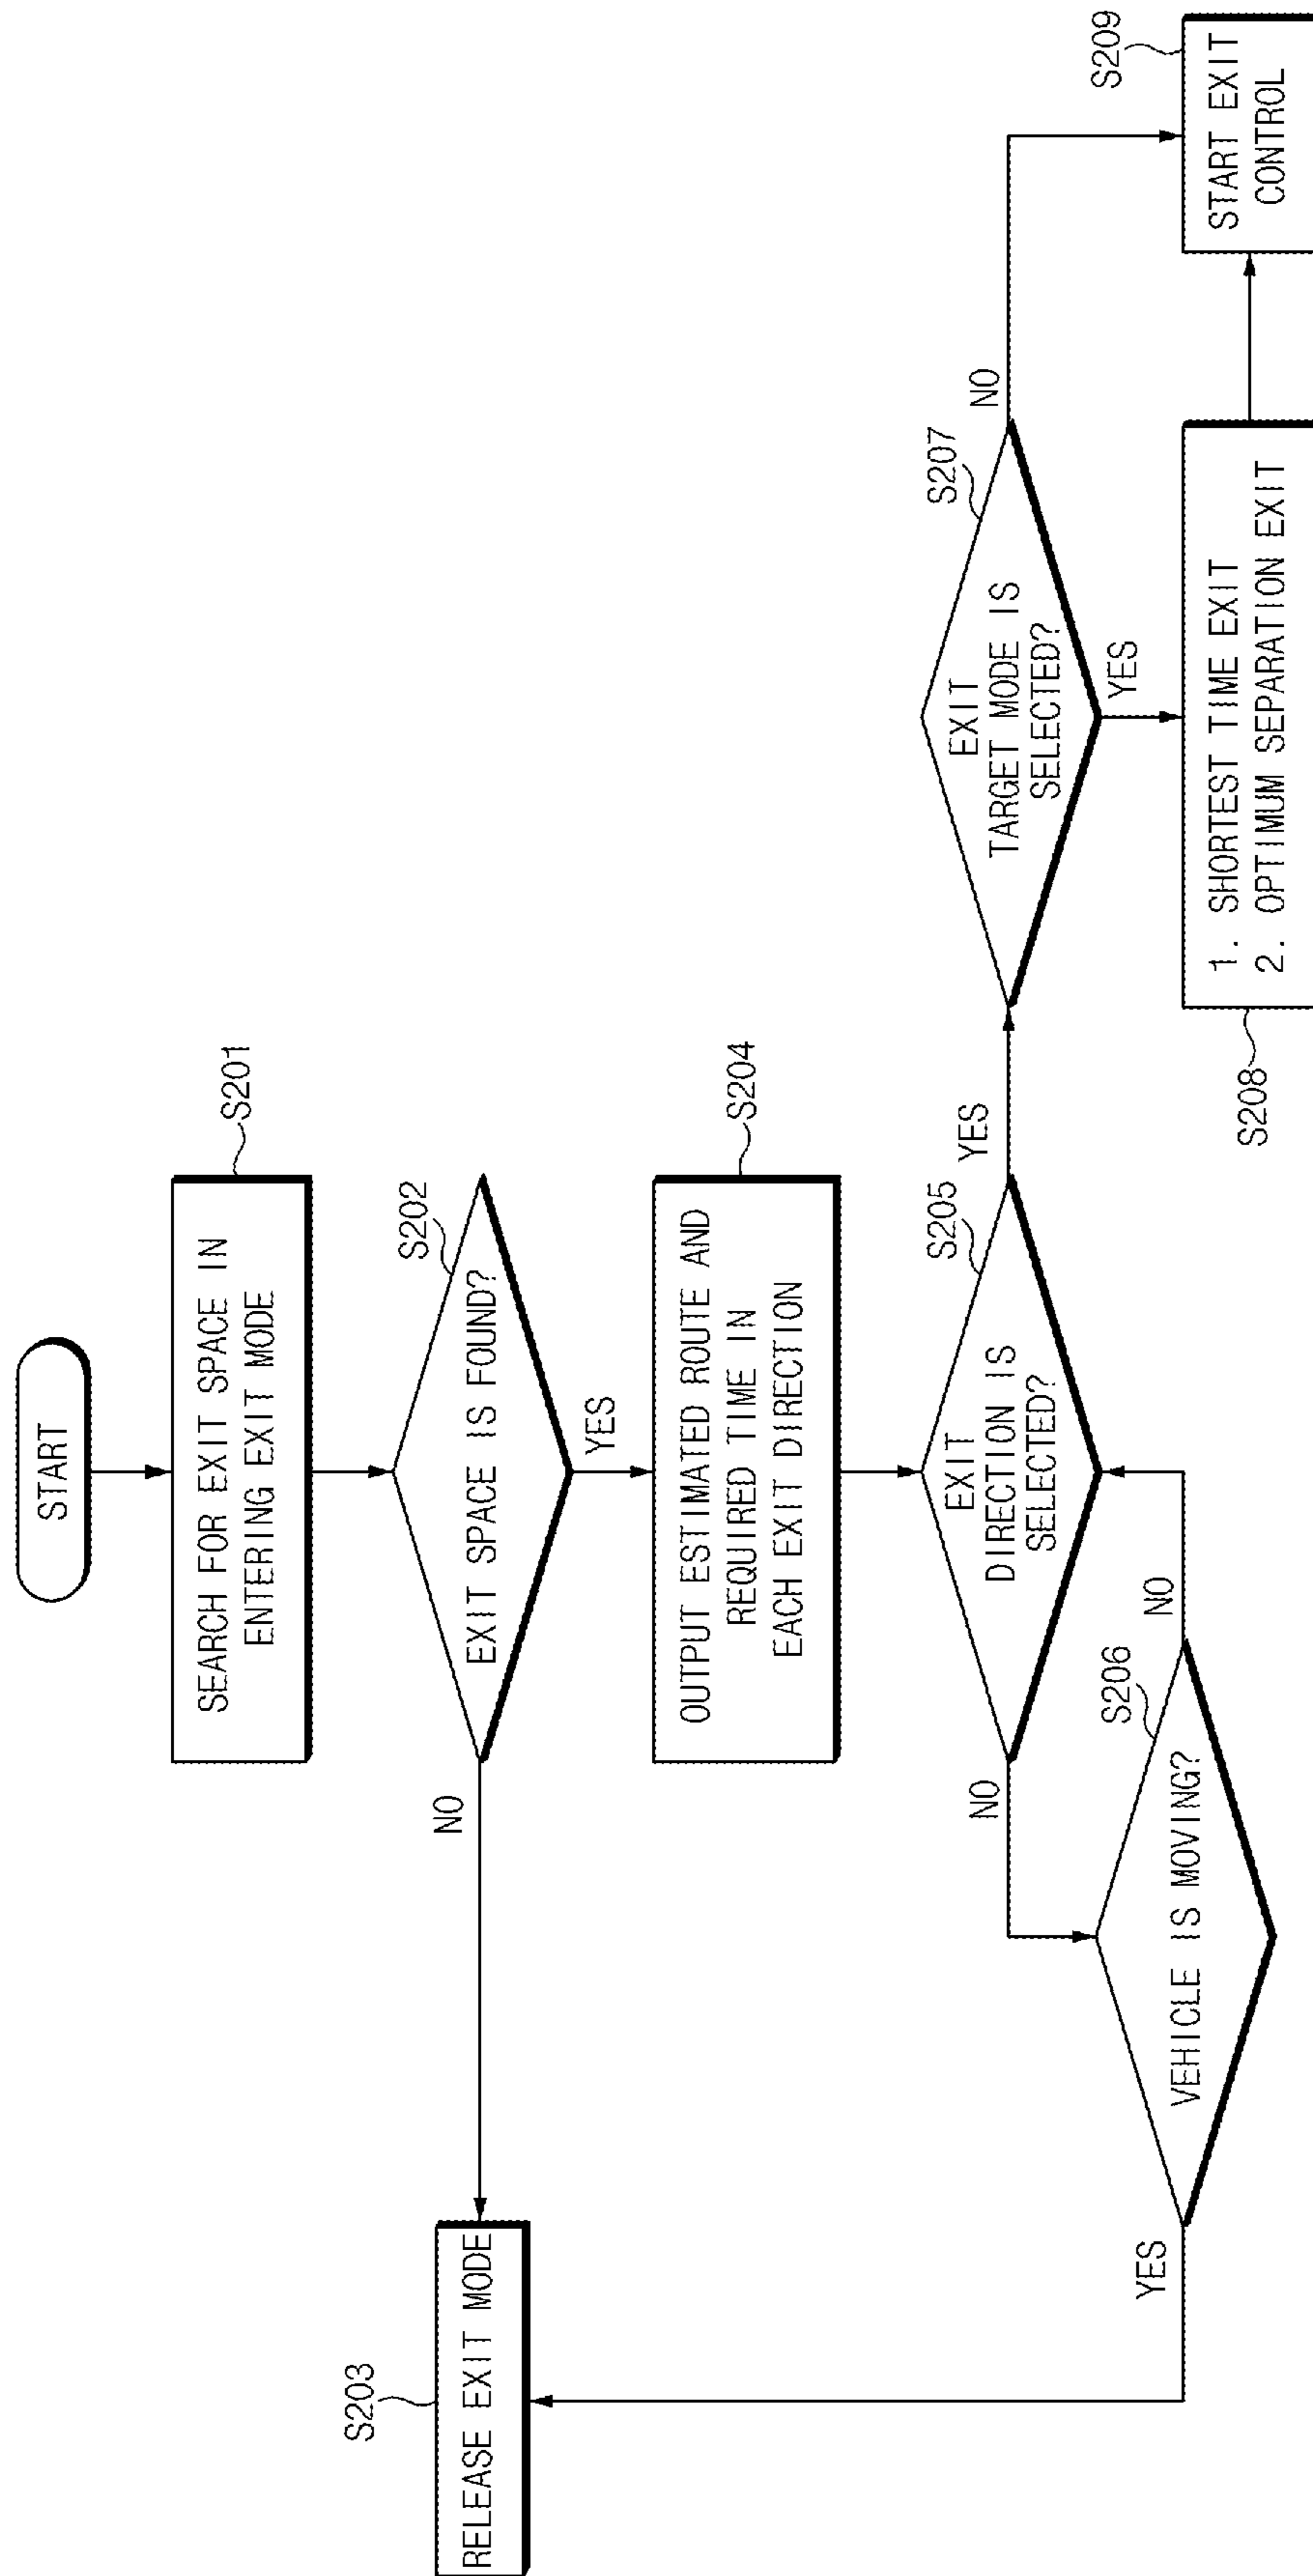 START
S201
SEARCH FOR EXIT SPACE IN
ENTERING EXIT MODE
S202
EXIT SPACE IS FOUND?
NO
YES
S203
RELEASE EXIT MODE
S204
OUTPUT ESTIMATED ROUTE AND
REQUIRED TIME IN
EACH EXIT DIRECTION
S205
EXIT
DIRECTION IS
SELECTED?
NO
YES
S206
VEHICLE IS MOVING?
YES
NO
S207
EXIT
TARGET MODE IS
SELECTED?
NO
YES
S208
1. SHORTEST TIME EXIT
2. OPTIMUM SEPARATION EXIT
S209
START EXIT
CONTROL